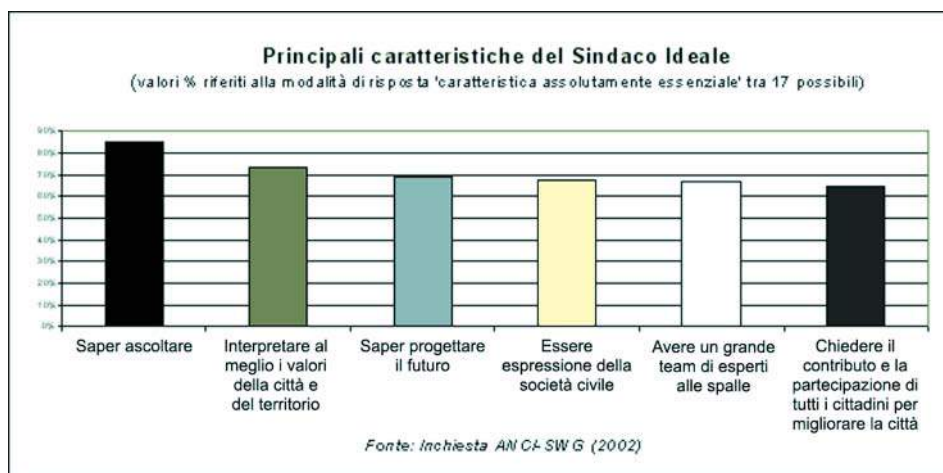 Principali caratteristiche del Sindaco Ideale
(valori % riferiti alla modalità di risposta 'caratteristica assolutamente essenziale' tra 17 possibili)
90%
80%
70%
60%
50%
40%
30%
20%
10%
0%
Saper ascoltare
Interpretare al
meglio i valori
della città e
del territorio
Saper progettare
il futuro
Essere
espressione della
società civile
Avere un grande
team di esperti
alle spalle
Chiedere il
contributo e la
partecipazione di
tutti i cittadini per
migliorare la città
Fonte: Inchiesta ANCI-SWG (2002)